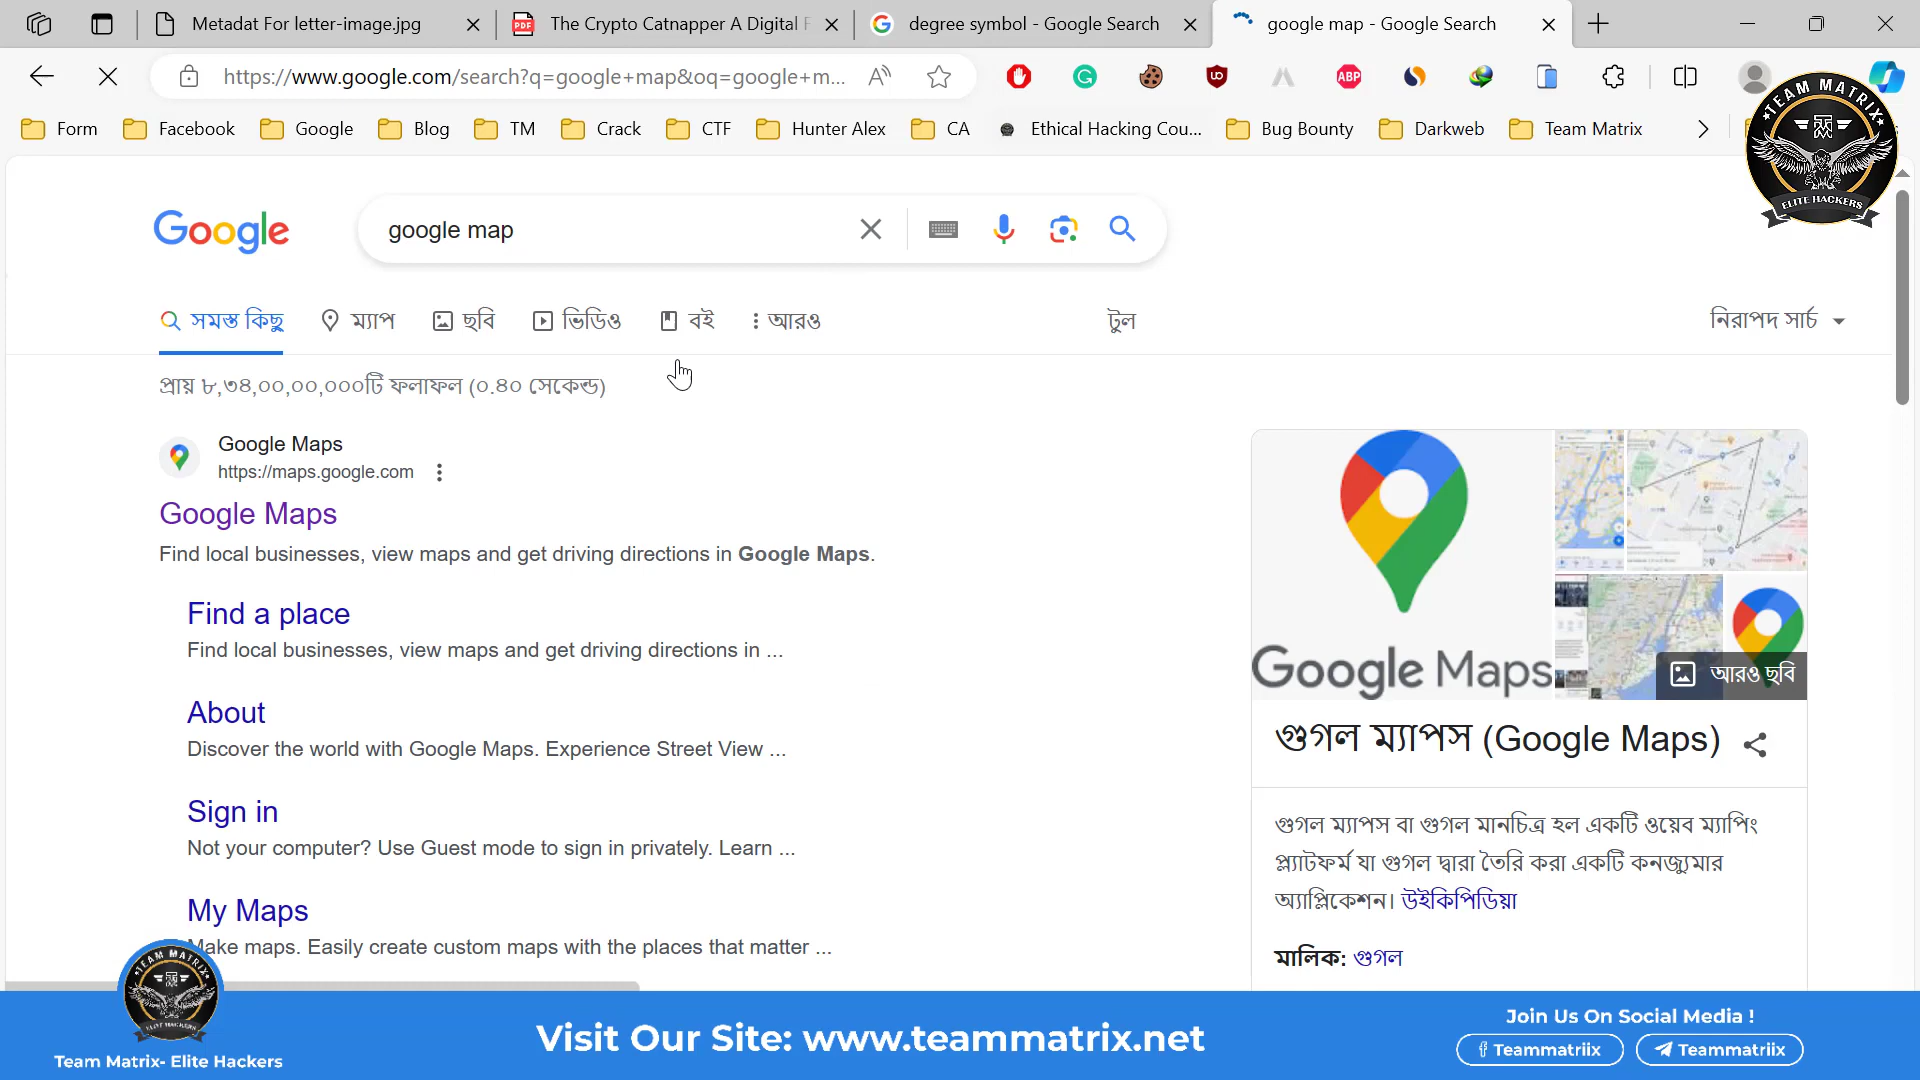 Metadat For letter-image.jpg
The Crypto Catnapper A Digital F
degree symbol - Google Search
google map - Google Search
https://www.google.com/search?q=google+map&oq=google+m...
ABP
Form
Facebook
Google
Blog
TM
Crack
CTF
Hunter Alex
CA
Ethical Hacking Cou...
Bug Bounty
Darkweb
Team Matrix
TEAM MATRIX
ELITE HACKERS
Google
google map
সমস্ত কিছু
ম্যাপ
ছবি
ভিডিও
বই
আরও
টুল
নিরাপদ সার্চ
প্রায় ৮,৩৪,০০,০০,০০০টি ফলাফল (০.৪০ সেকেন্ড)
Google Maps
https://maps.google.com
Google Maps
Find local businesses, view maps and get driving directions in Google Maps.
Find a place
Find local businesses, view maps and get driving directions in ...
About
Discover the world with Google Maps. Experience Street View ...
Sign in
Not your computer? Use Guest mode to sign in privately. Learn ...
My Maps
Make maps. Easily create custom maps with the places that matter ...
Google Maps
আরও ছবি
গুগল ম্যাপস (Google Maps)
গুগল ম্যাপস বা গুগল মানচিত্র হল একটি ওয়েব ম্যাপিং
প্ল্যাটফর্ম যা গুগল দ্বারা তৈরি করা একটি কনজ্যুমার
অ্যাপ্লিকেশন। উইকিপিডিয়া
মালিক: গুগল
TEAM MATRIX
ELITE HACKERS
Team Matrix- Elite Hackers
Visit Our Site: www.teammatrix.net
Join Us On Social Media !
Teammatriix
Teammatriix